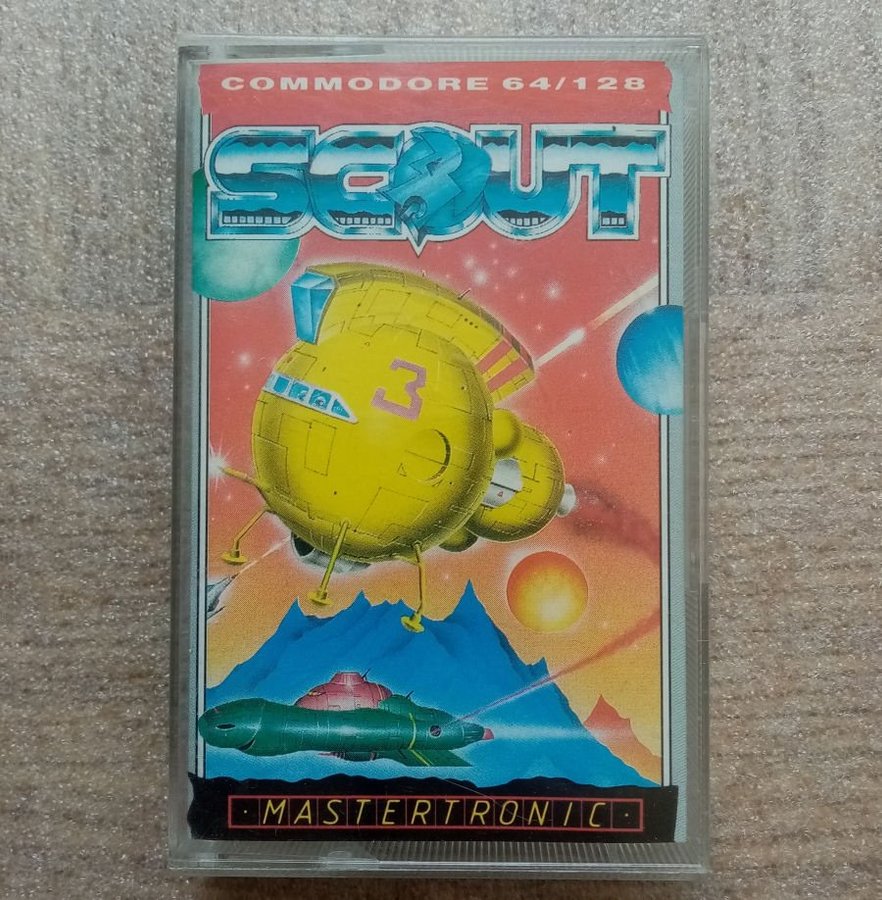 COMMODORE 64/128
SCOUT
3
· MASTERTRONIC ·